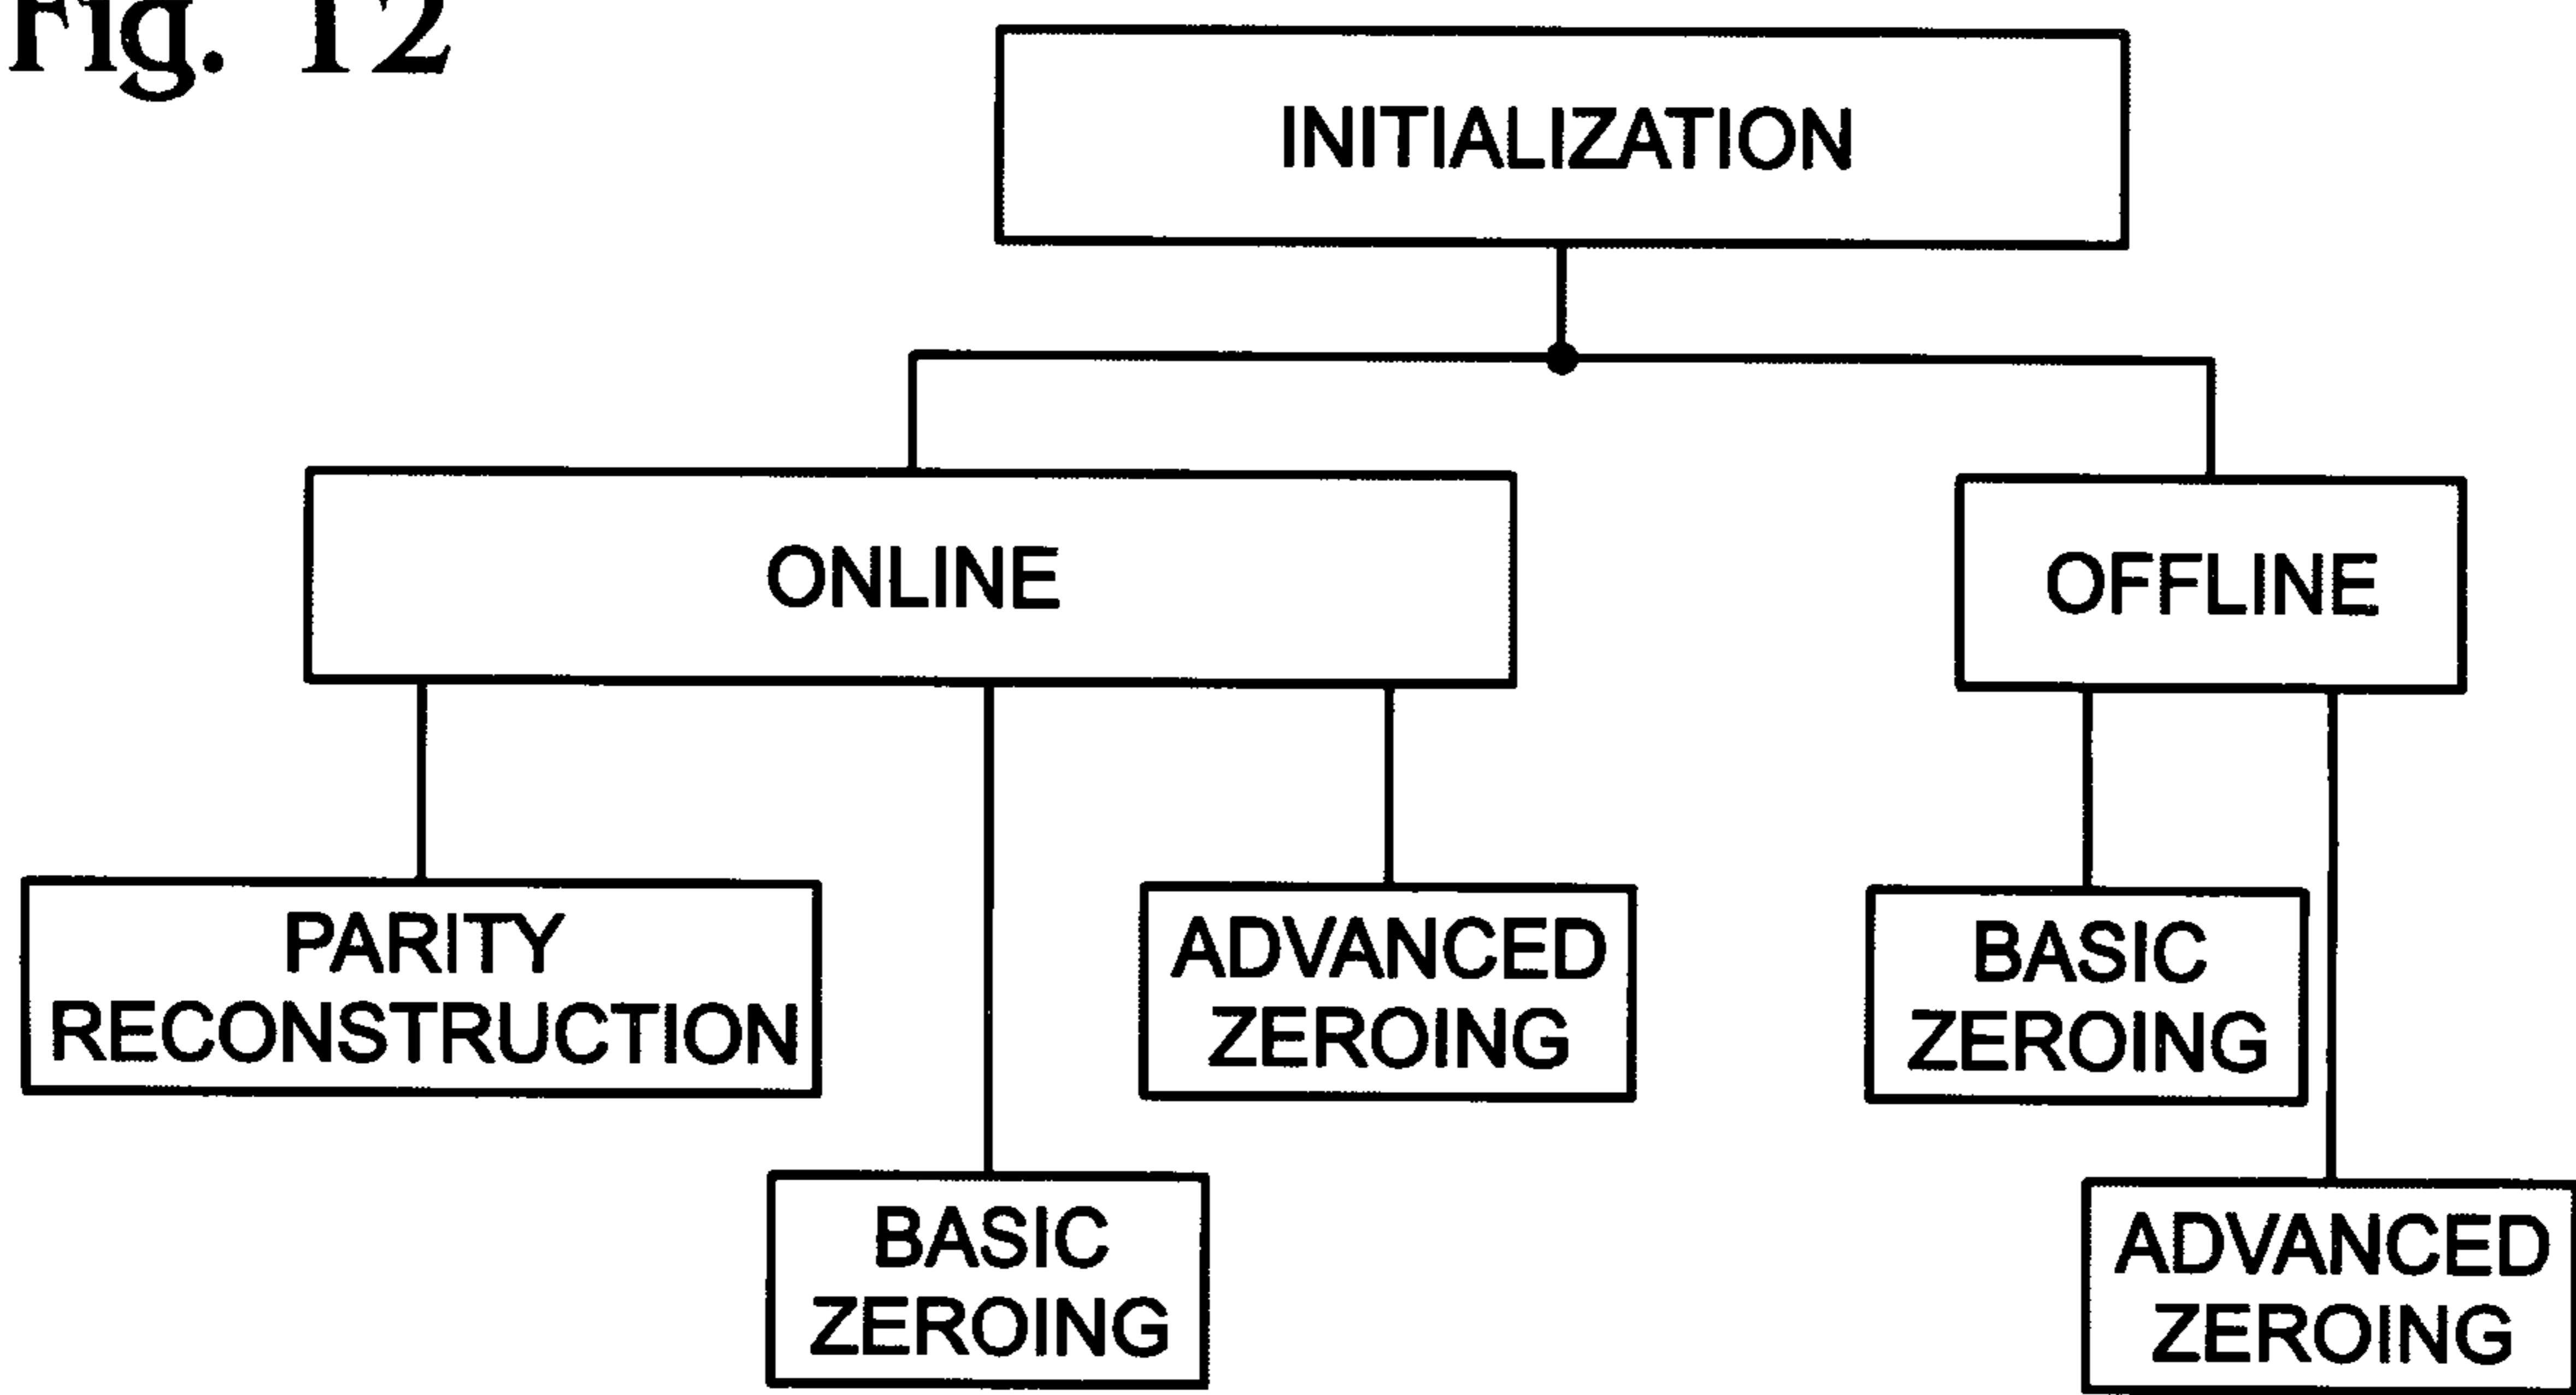 Fig. 12
INITIALIZATION
ONLINE
OFFLINE
PARITY
RECONSTRUCTION
ADVANCED
ZEROING
BASIC
ZEROING
BASIC
ZEROING
ADVANCED
ZEROING